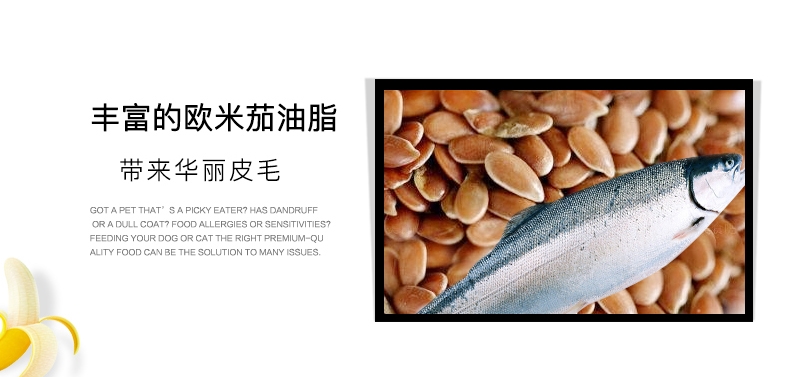 丰富的欧米茄油脂
带来华丽皮毛
GOT A PET THAT'S A PICKY EATER? HAS DANDRUFF
OR A DULL COAT? FOOD ALLERGIES OR SENSITIVITIES?
FEEDING YOUR DOG OR CAT THE RIGHT PREMIUM-QU
ALITY FOOD CAN BE THE SOLUTION TO MANY ISSUES.